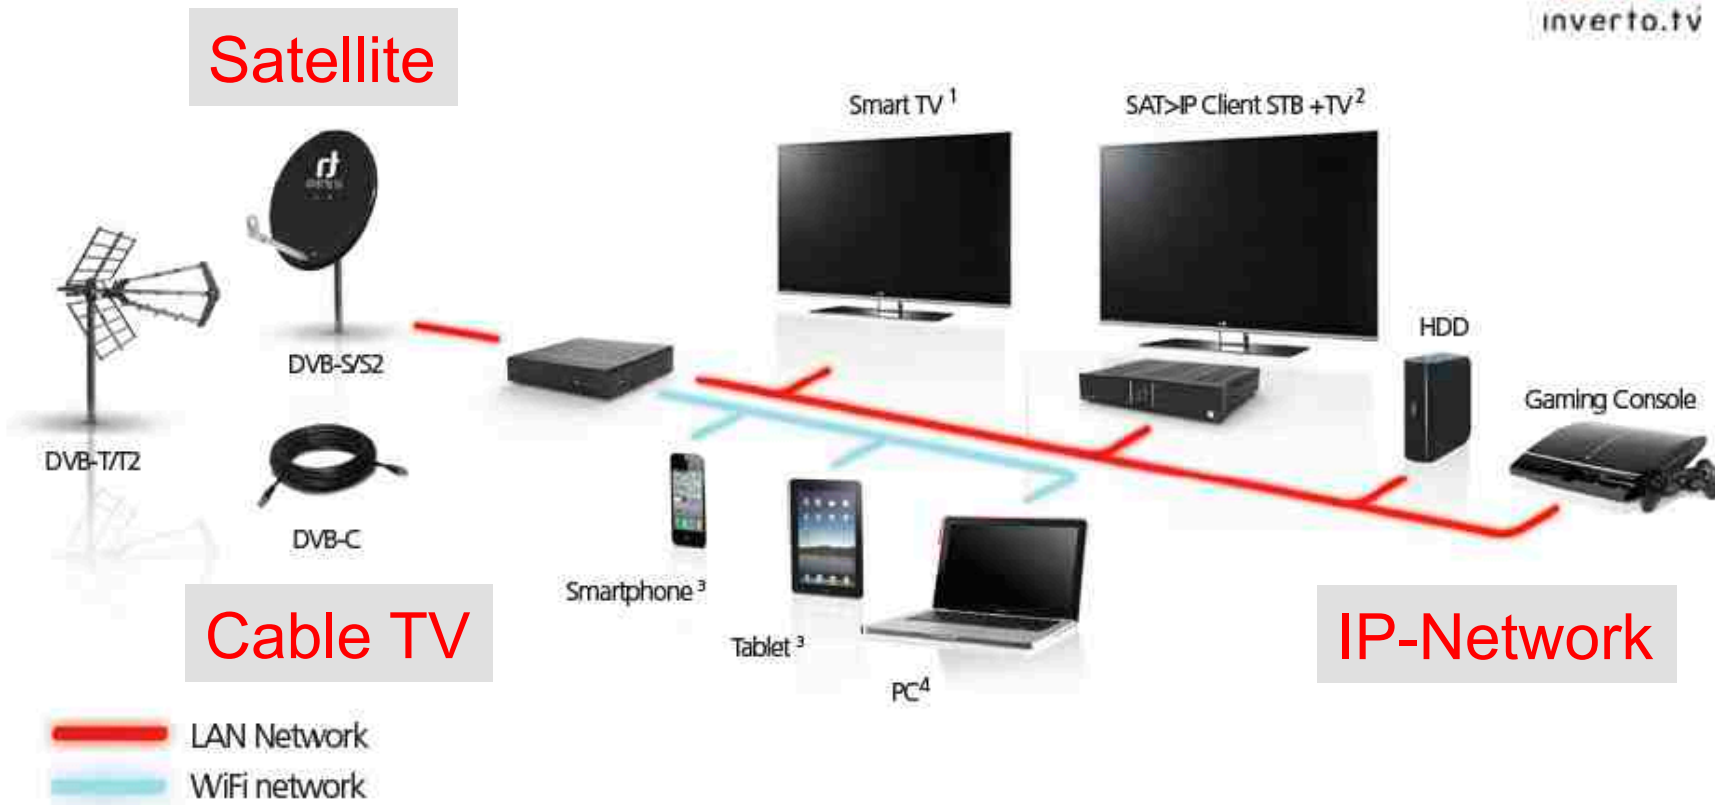 inverto.tv
Satellite
Smart TV 1
SAT>IP Client STB +TV 2
HDD
DVB-S/S2
Gaming Console
DVB-T/T2
DVB-C
Smartphone 3
Cable TV
IP-Network
Tablet 3
PC4
LAN Network
WiFi network